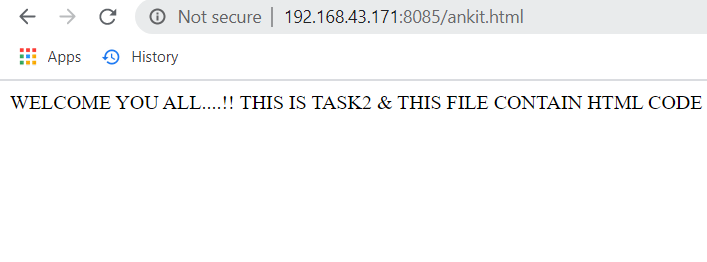 Not secure | 192.168.43.171:8085/ankit.html
Apps History
WELCOME YOU ALL....!! THIS IS TASK2 & THIS FILE CONTAIN HTML CODE